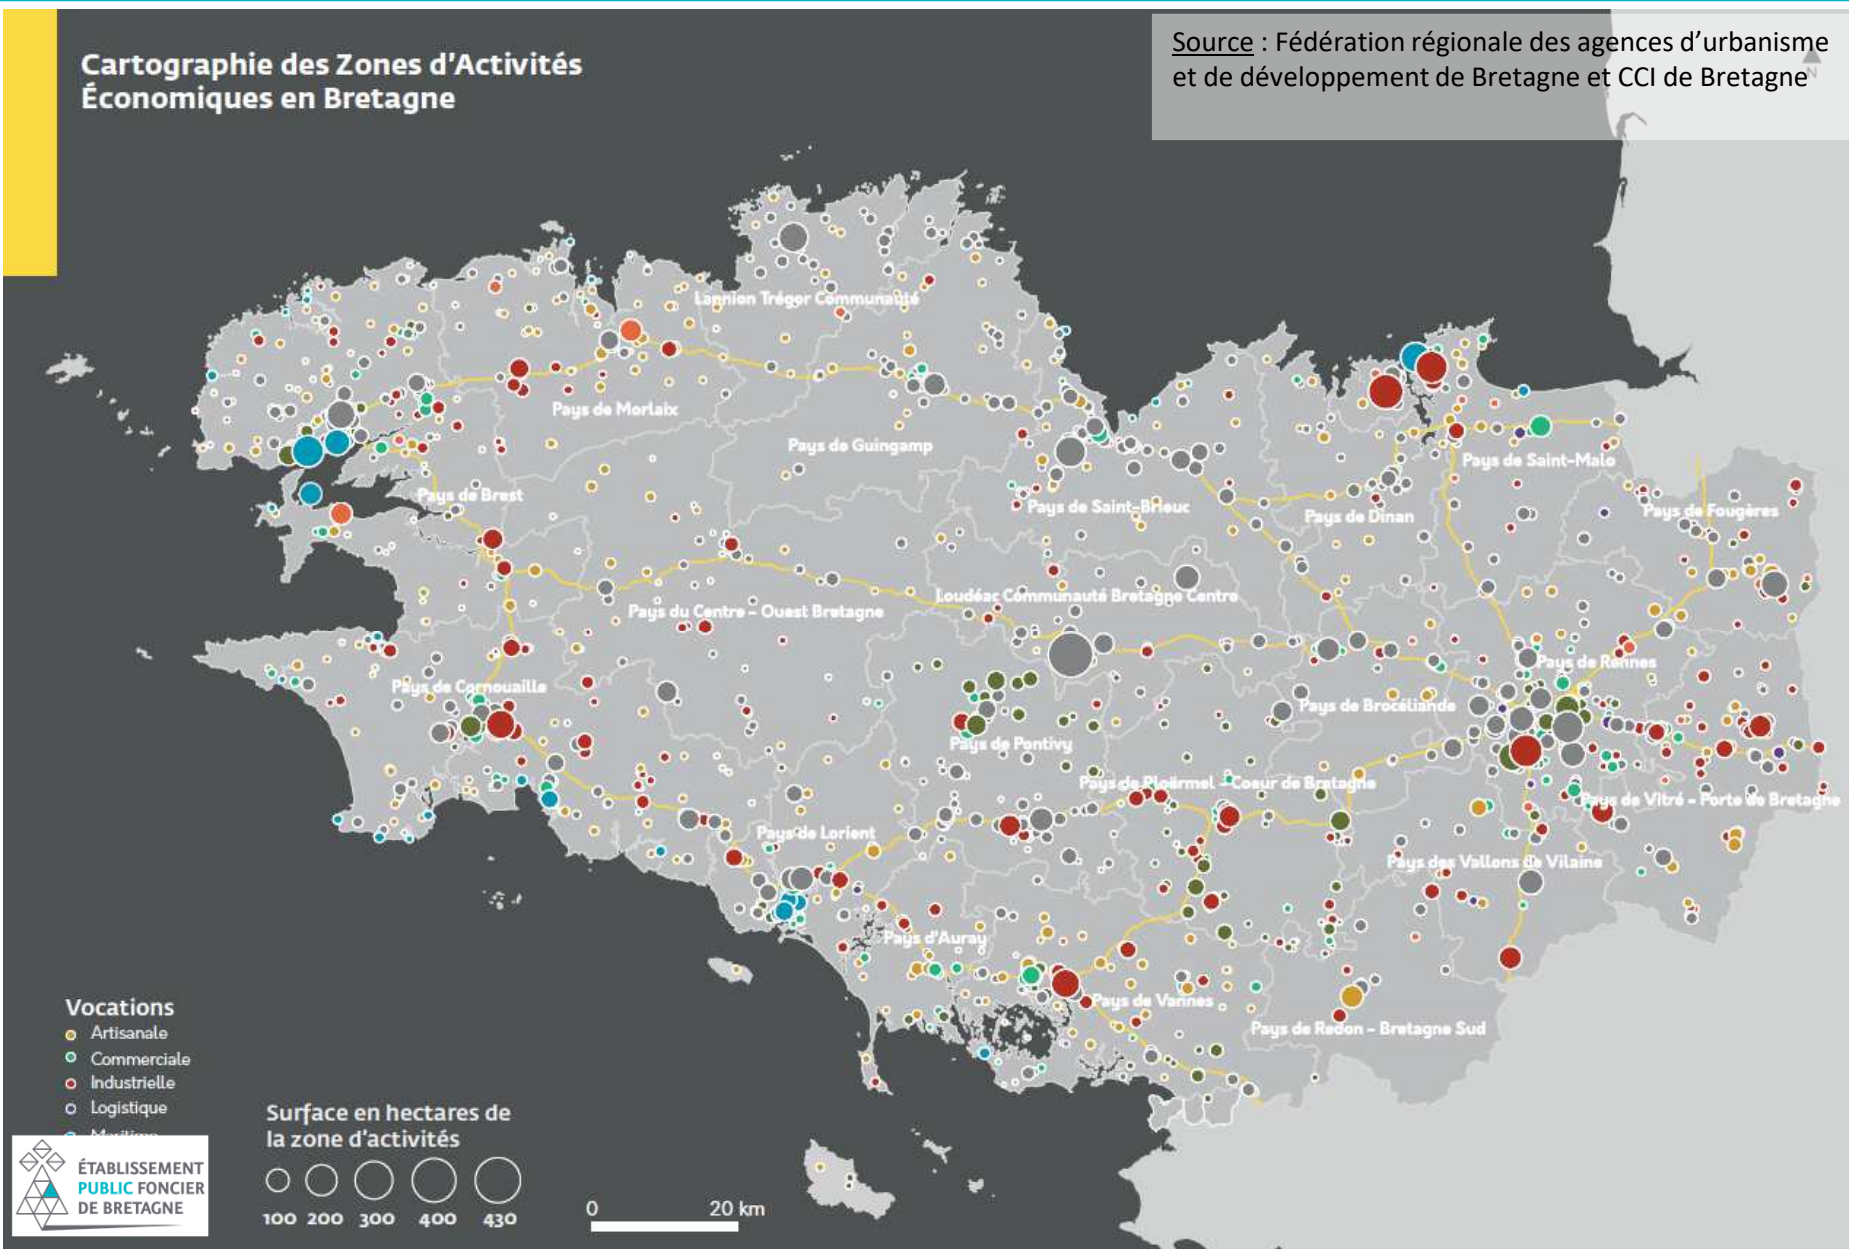 Cartographie des Zones d'Activités
Économiques en Bretagne
Source : Fédération régionale des agences d'urbanisme
et de développement de Bretagne et CCI de Bretagne
N
Lannion Trégor Communauté
Pays de Morlaix
Pays de Guingamp
Pays de Saint-Malo
Pays de Brest
Pays de Saint-Brieuc
Pays de Dinan
Pays de Fougères
Loudéac Communauté Bretagne Centre
Pays du Centre - Ouest Bretagne
Pays de Rennes
Pays de Cornouaille
Pays de Brocéliande
Pays de Pontivy
Pays de Ploërmel - Coeur de Bretagne
Pays de Vitré - Porte de Bretagne
Pays de Lorient
Pays des Vallons de Vilaine
Pays d'Auray
Pays de Vannes
Pays de Redon - Bretagne Sud
Vocations
Artisanale
Commerciale
Industrielle
Logistique
Maritime
Surface en hectares de
la zone d'activités
100 200 300 400 430
0 20 km
ÉTABLISSEMENT
PUBLIC FONCIER
DE BRETAGNE